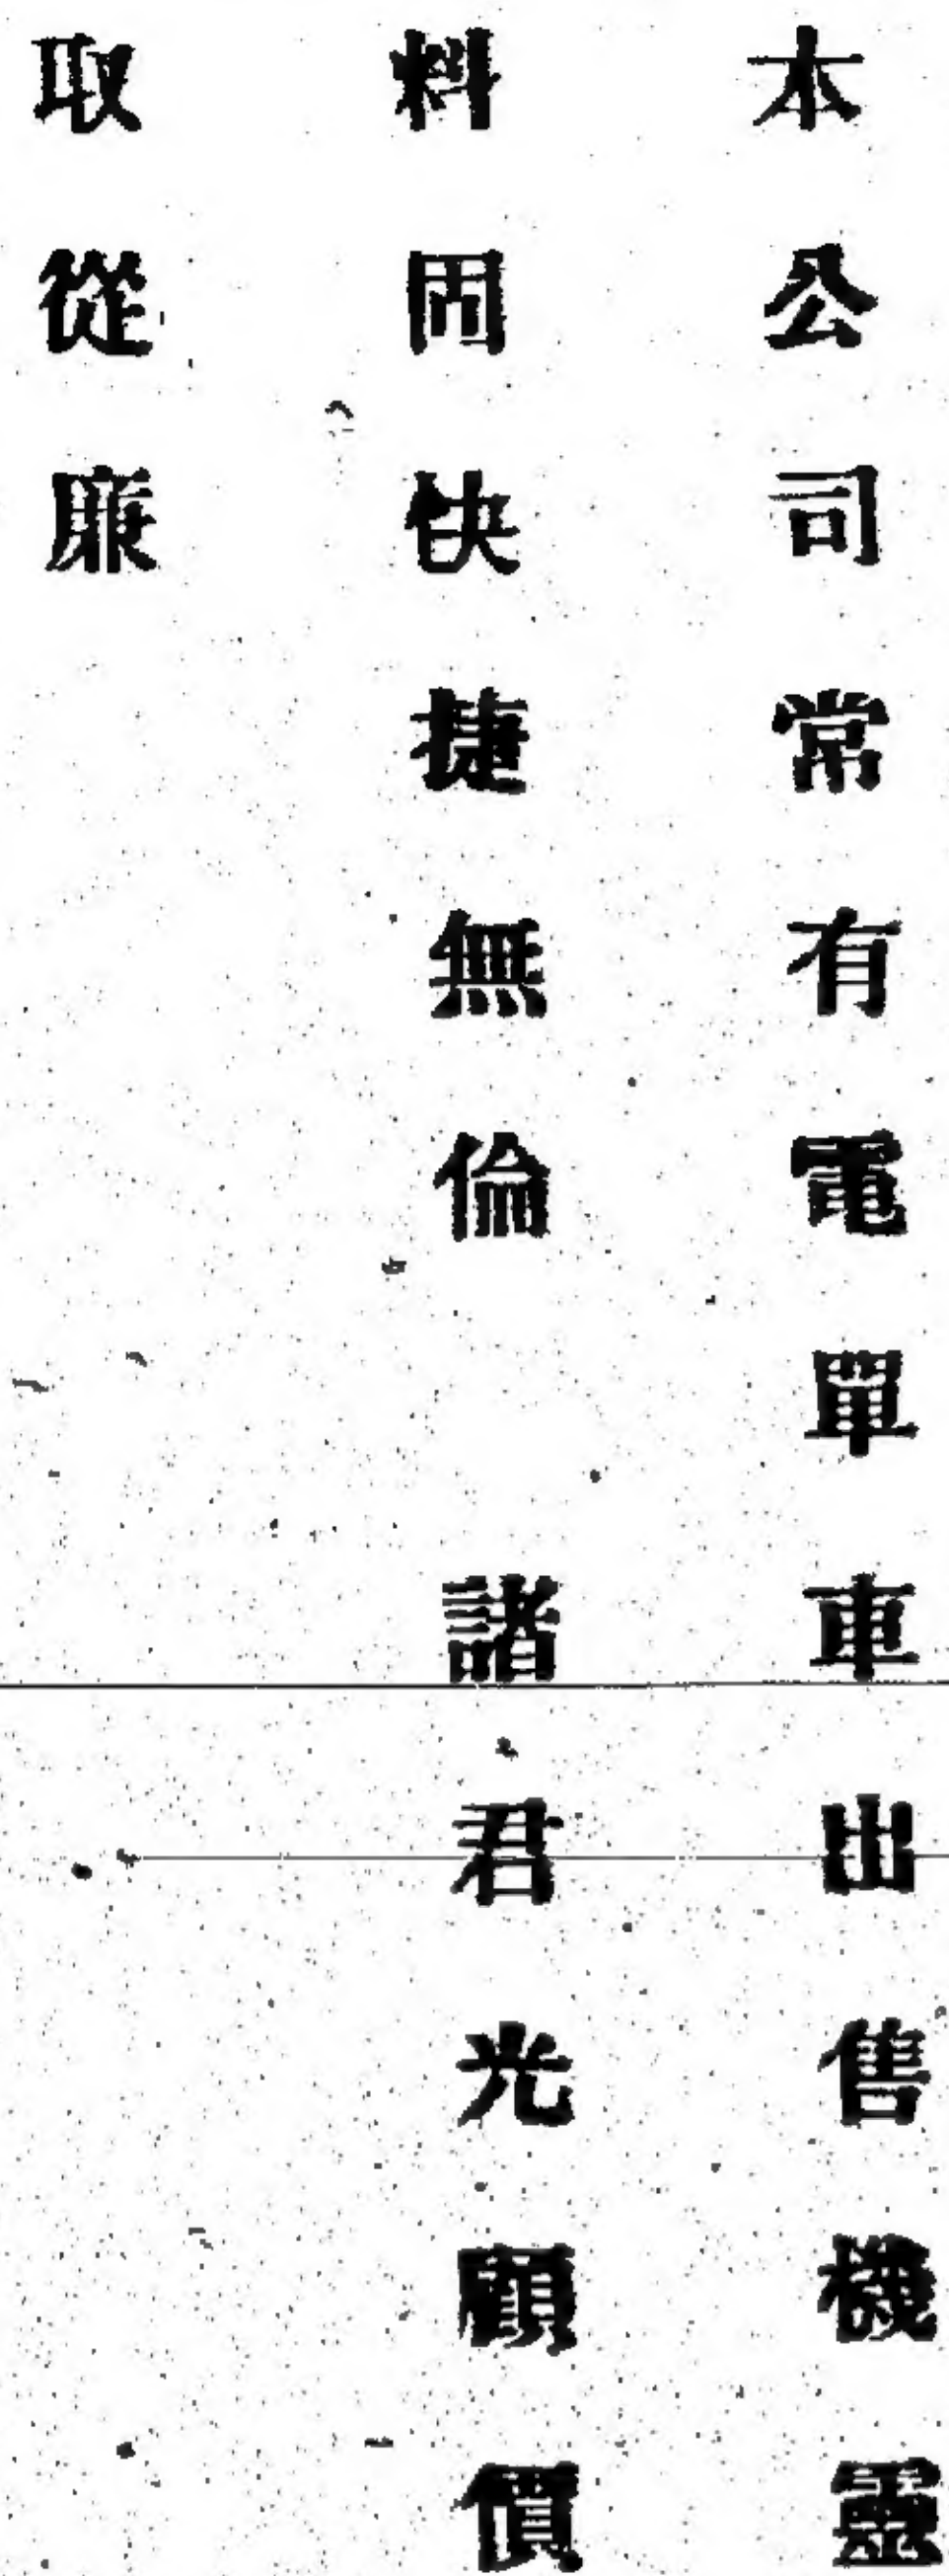 本公司常有電單車出售機靈
料固快捷無倫 諸君光顧價
取從廉